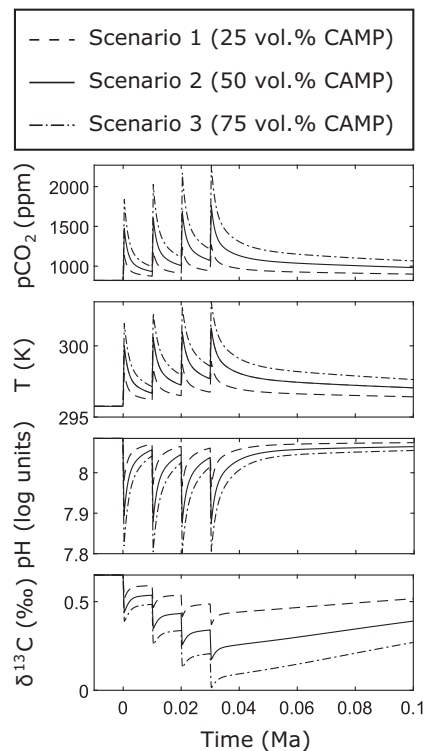 Scenario 1 (25 vol.% CAMP)
Scenario 2 (50 vol.% CAMP)
Scenario 3 (75 vol.% CAMP)
pCO₂ (ppm)
2000
1500
1000
T (K)
300
295
pH (log units)
8
7.9
7.8
δ¹³C (‰)
0.5
0
0 0.02 0.04 0.06 0.08 0.1
Time (Ma)